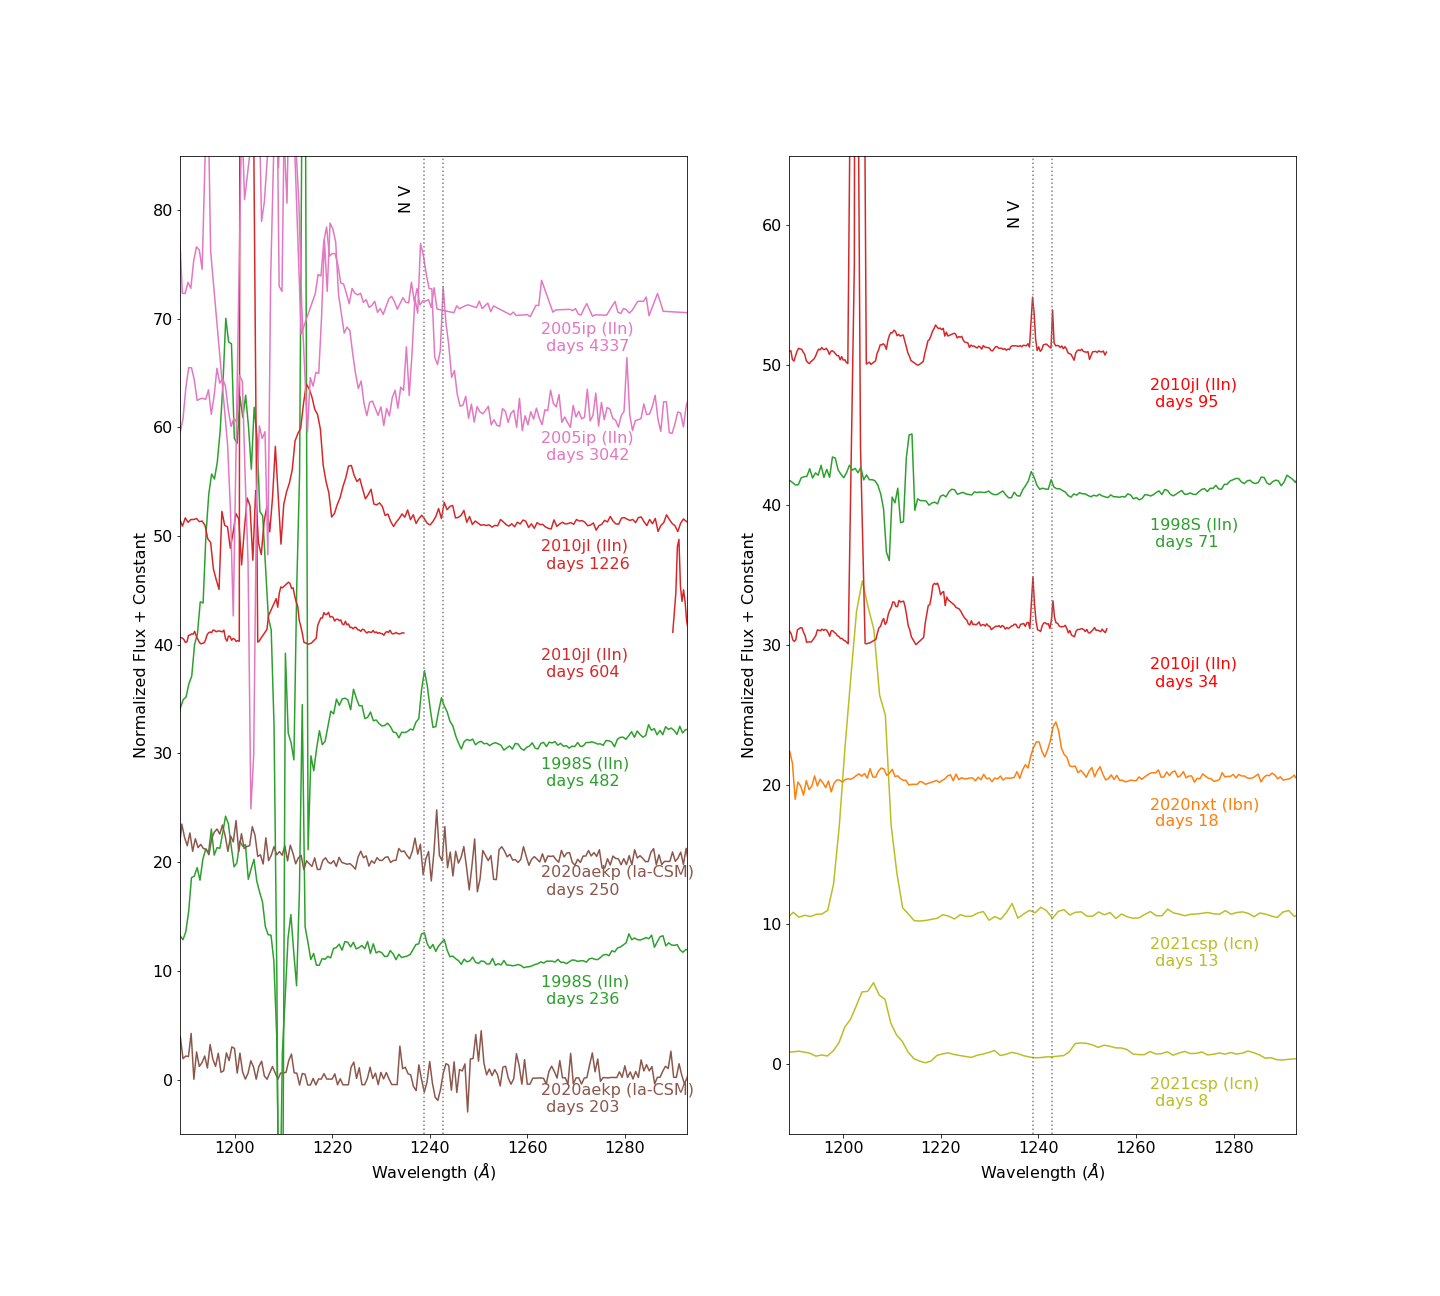 N V
80
70
60
50
40
30
20
10
0
2005ip (IIn)
days 4337
2005ip (IIn)
days 3042
2010jl (IIn)
days 1226
2010jl (IIn)
days 604
1998S (IIn)
days 482
2020aekp (Ia-CSM)
days 250
1998S (IIn)
days 236
2020aekp (Ia-CSM)
days 203
Normalized Flux + Constant
1200 1220 1240 1260 1280
Wavelength (Å)
N V
60
50
40
30
20
10
0
2010jl (IIn)
days 95
1998S (IIn)
days 71
2010jl (IIn)
days 34
2020nxt (Ibn)
days 18
2021csp (Icn)
days 13
2021csp (Icn)
days 8
Normalized Flux + Constant
1200 1220 1240 1260 1280
Wavelength (Å)